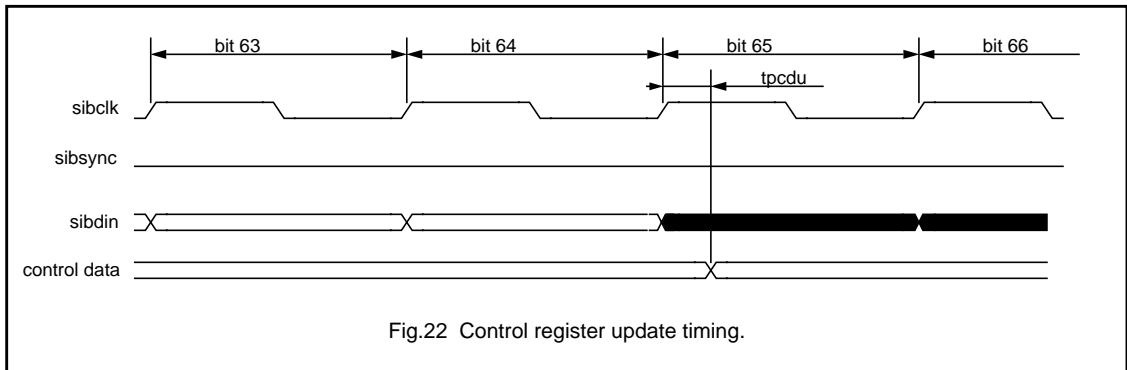 bit 63 bit 64 bit 65 bit 66
tpcdu
sibclk
sibsync
sibdin
control data
Fig.22 Control register update timing.